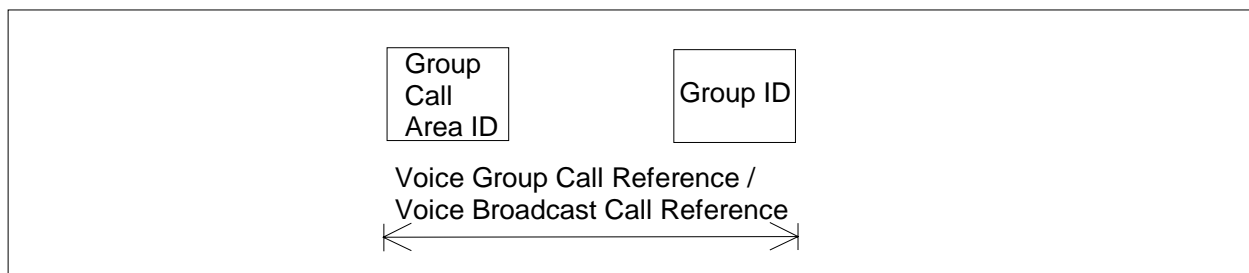 Group
Call
Area ID
Group ID
Voice Group Call Reference /
Voice Broadcast Call Reference